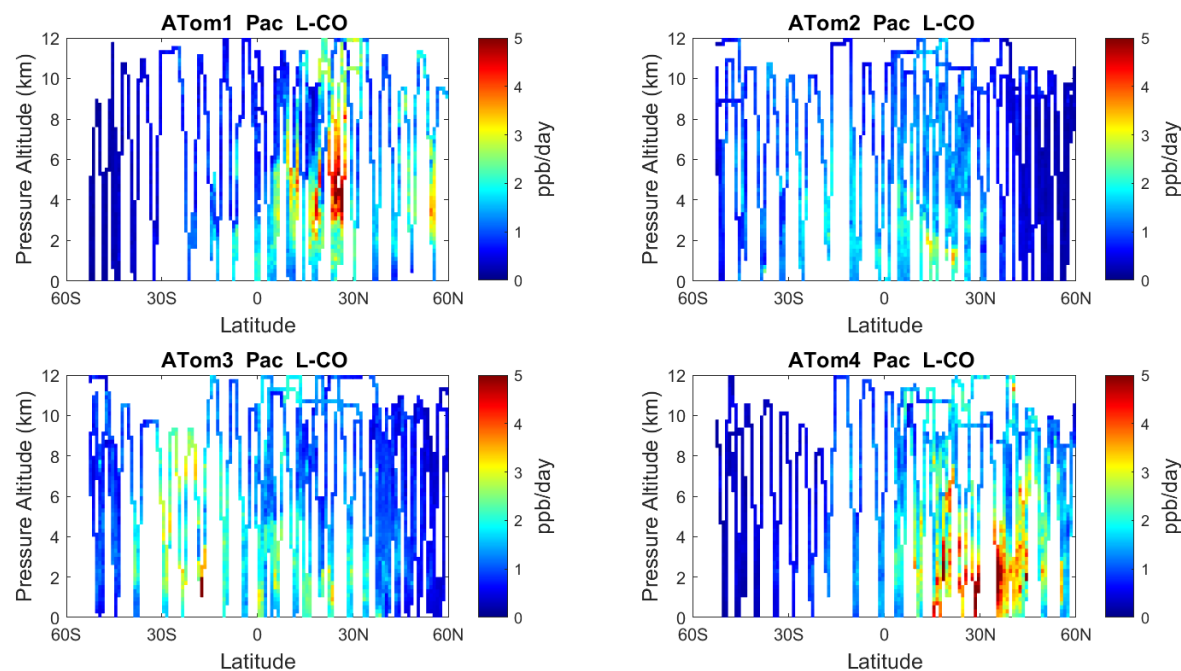 ATom1 Pac L-CO
12
10
8
6
4
2
0
Pressure Altitude (km)
60S 30S 0 30N 60N
Latitude
5
4
3
2
1
0
ppb/day
ATom2 Pac L-CO
12
10
8
6
4
2
0
Pressure Altitude (km)
60S 30S 0 30N 60N
Latitude
5
4
3
2
1
0
ppb/day
ATom3 Pac L-CO
12
10
8
6
4
2
0
Pressure Altitude (km)
60S 30S 0 30N 60N
Latitude
5
4
3
2
1
0
ppb/day
ATom4 Pac L-CO
12
10
8
6
4
2
0
Pressure Altitude (km)
60S 30S 0 30N 60N
Latitude
5
4
3
2
1
0
ppb/day